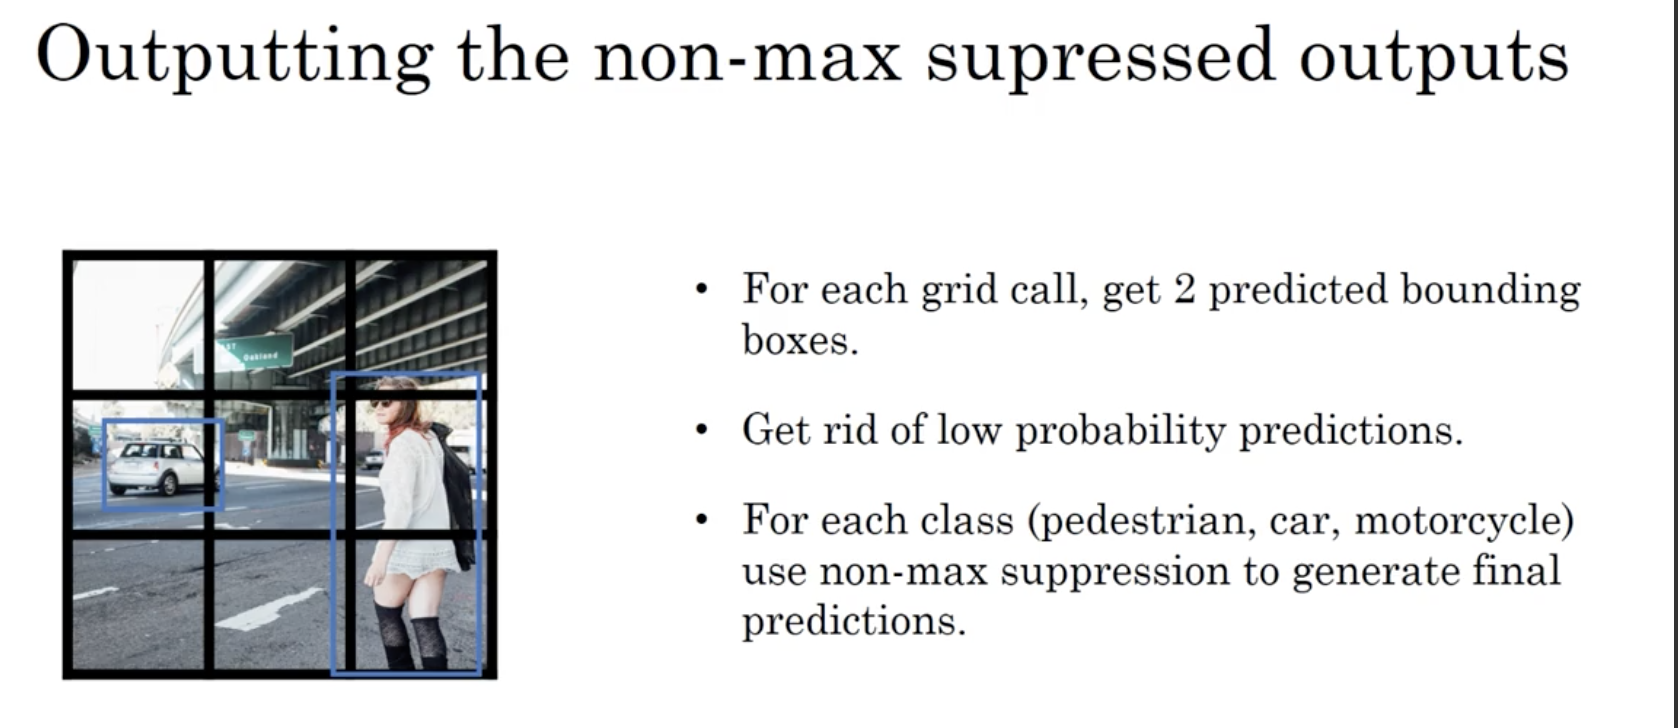 Outputting the non-max supressed outputs
ST
Oakland
• For each grid call, get 2 predicted bounding
boxes.
• Get rid of low probability predictions.
• For each class (pedestrian, car, motorcycle)
use non-max suppression to generate final
predictions.